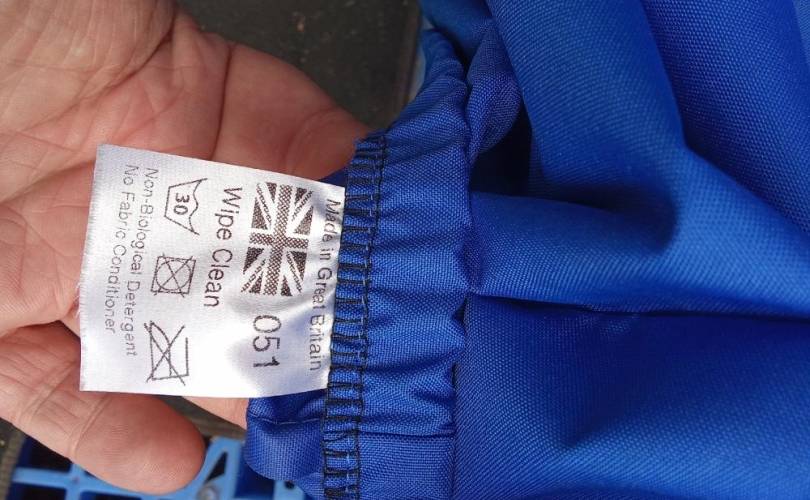 Made in Great Britain
051
Wipe Clean
30
Non-Biological Detergent
No Fabric Conditioner